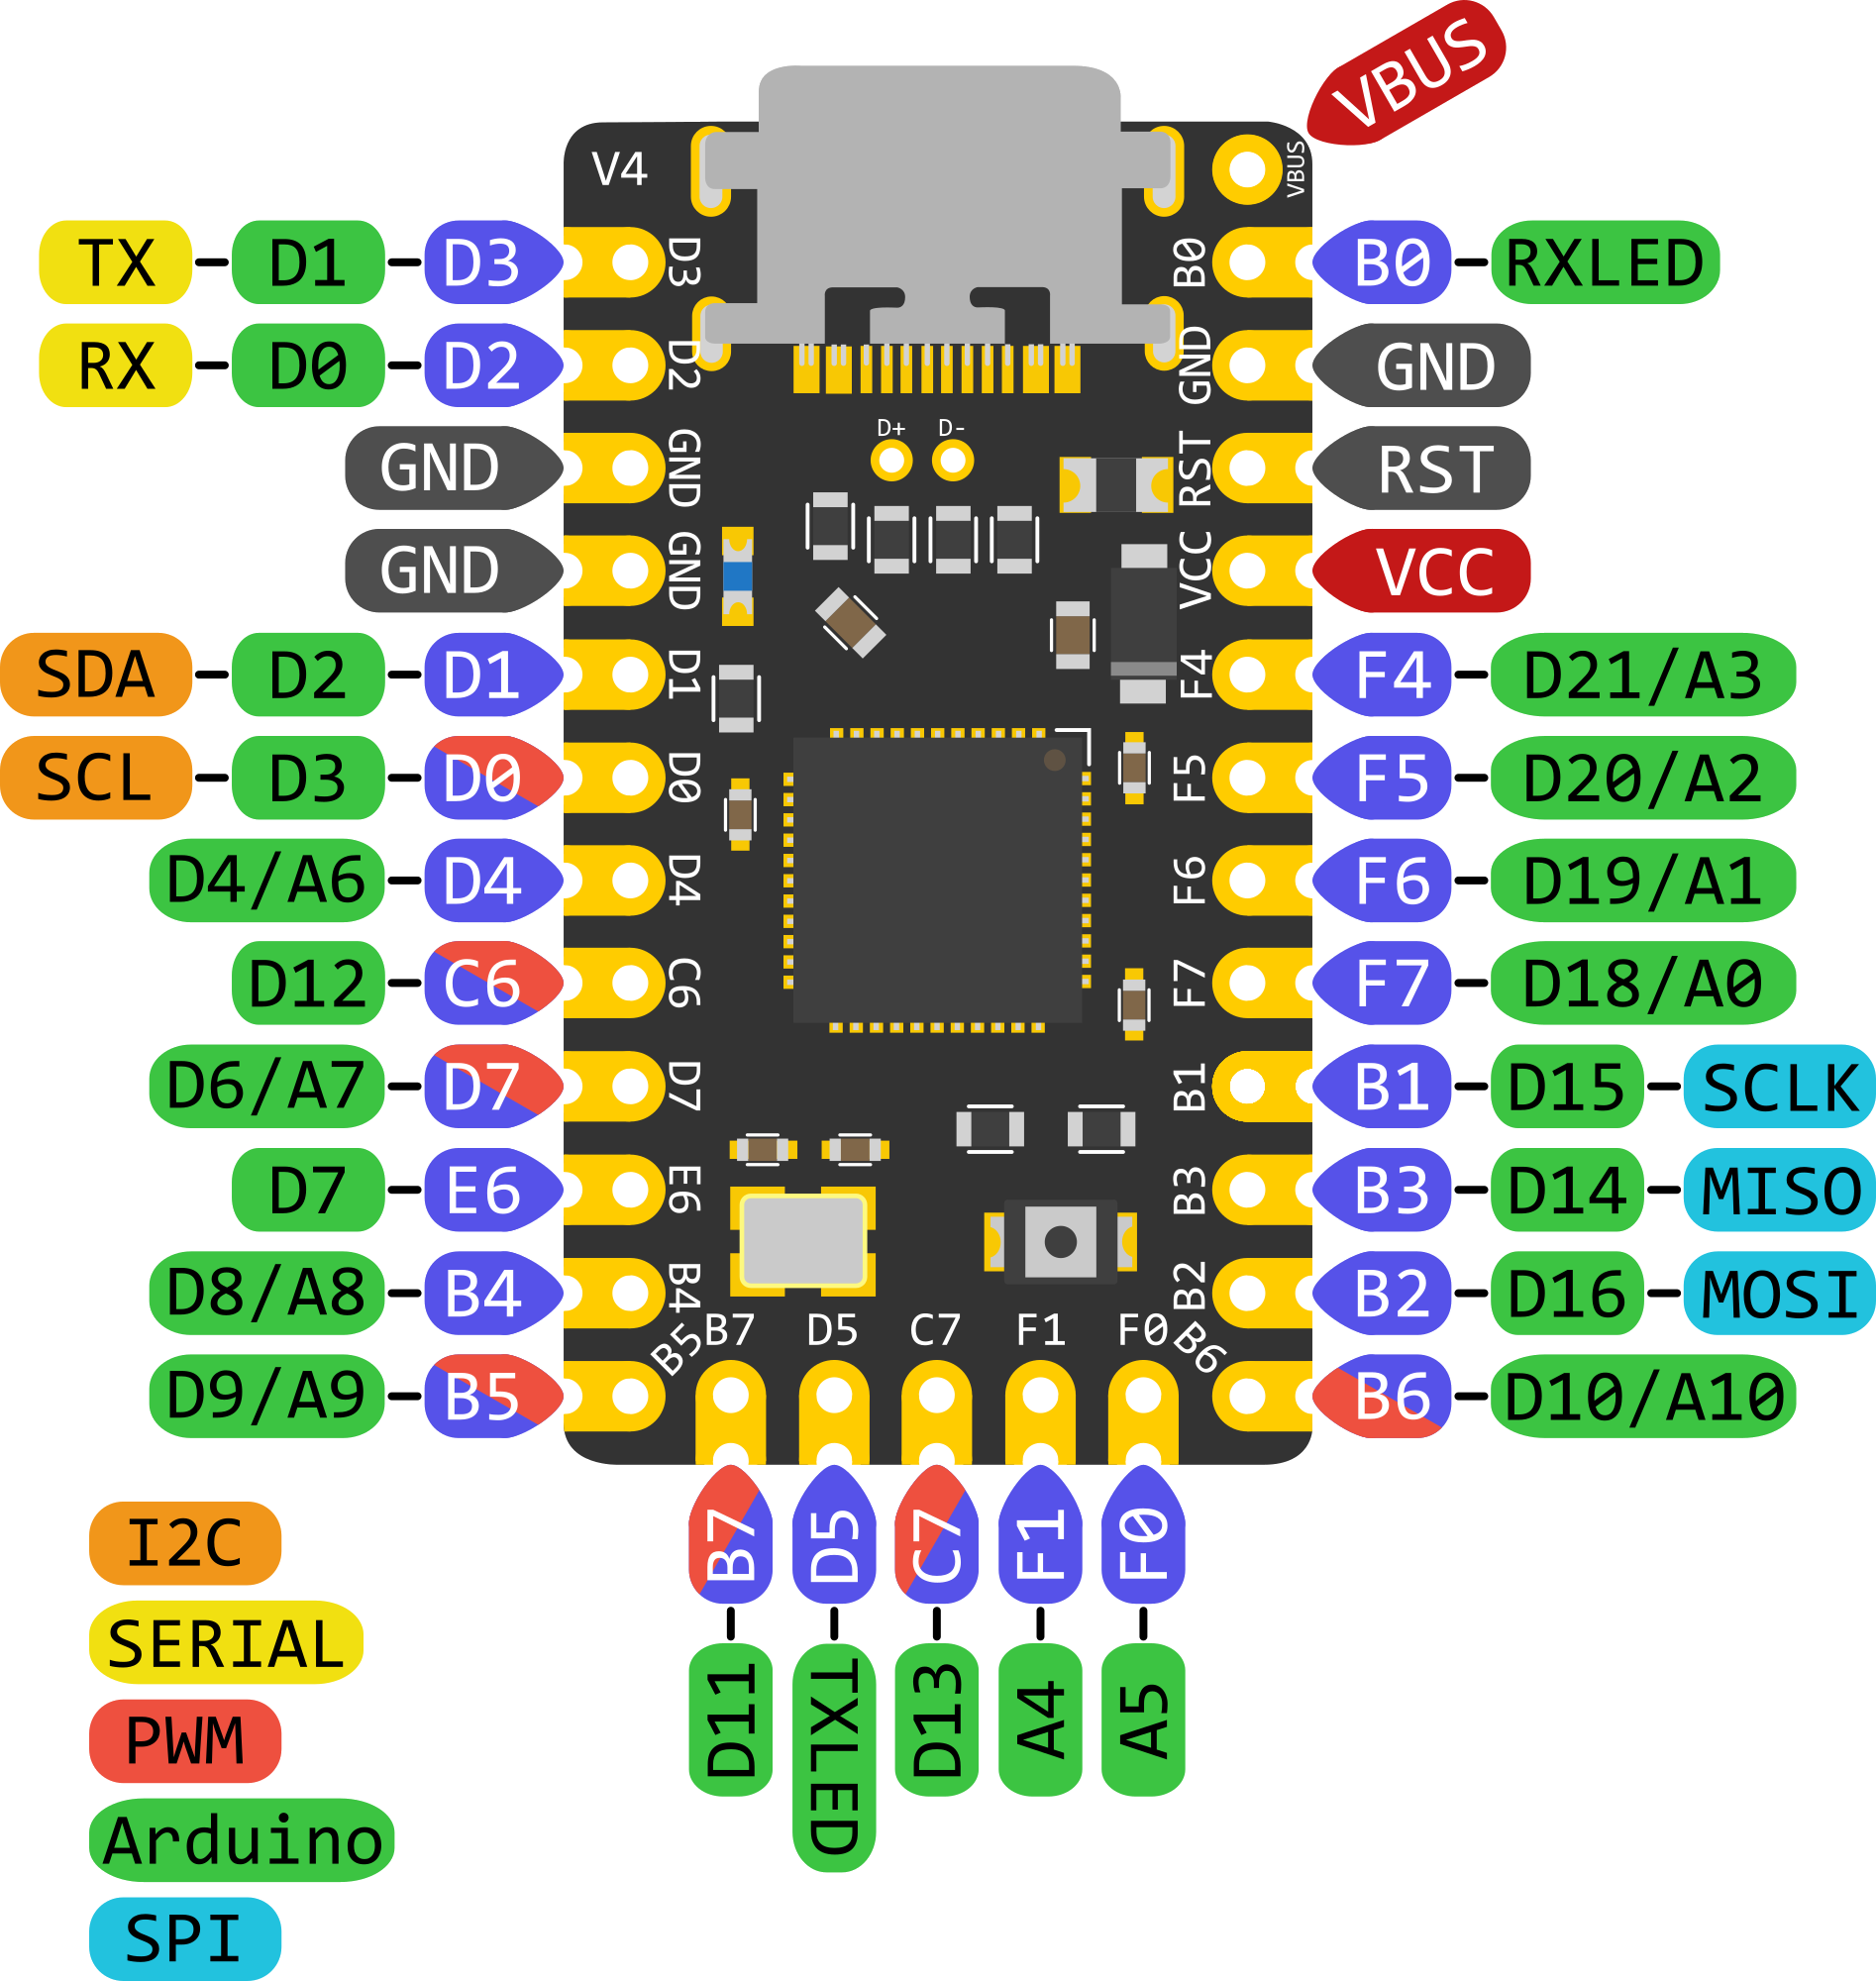 VBUS
V4
VBUS
TX D1 D3 D3 B0 B0 RXLED
RX D0 D2 D2 GND GND
D+ D-
GND GND RST RST
GND GND VCC VCC
SDA D2 D1 D1 F4 F4 D21/A3
SCL D3 D0 D0 F5 F5 D20/A2
D4/A6 D4 D4 F6 F6 D19/A1
D12 C6 C6 F7 F7 D18/A0
D6/A7 D7 D7 B1 B1 D15 SCLK
D7 E6 E6 B3 B3 D14 MISO
D8/A8 B4 B4 B2 B2 D16 MOSI
B7 D5 C7 F1 F0
D9/A9 B5 B5 B6 B6 D10/A10
B7 D5 C7 F1 F0
D11 TXLED D13 A4 A5
I2C
SERIAL
PWM
Arduino
SPI